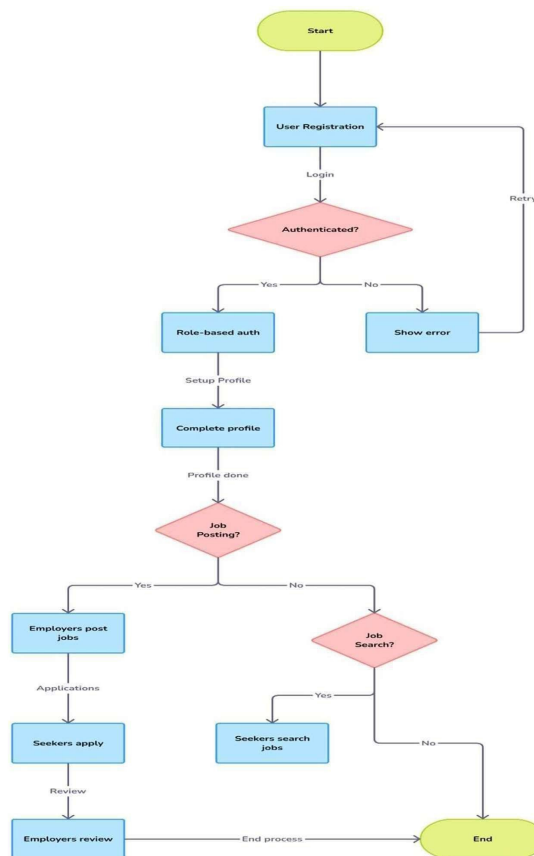 Start
User Registration
Login
Retry
Authenticated?
Yes
No
Role-based auth
Show error
Setup Profile
Complete profile
Profile done
Job
Posting?
Yes
No
Employers post
jobs
Job
Search?
Applications
Yes
Seekers apply
Seekers search
jobs
No
Review
Employers review
End process
End